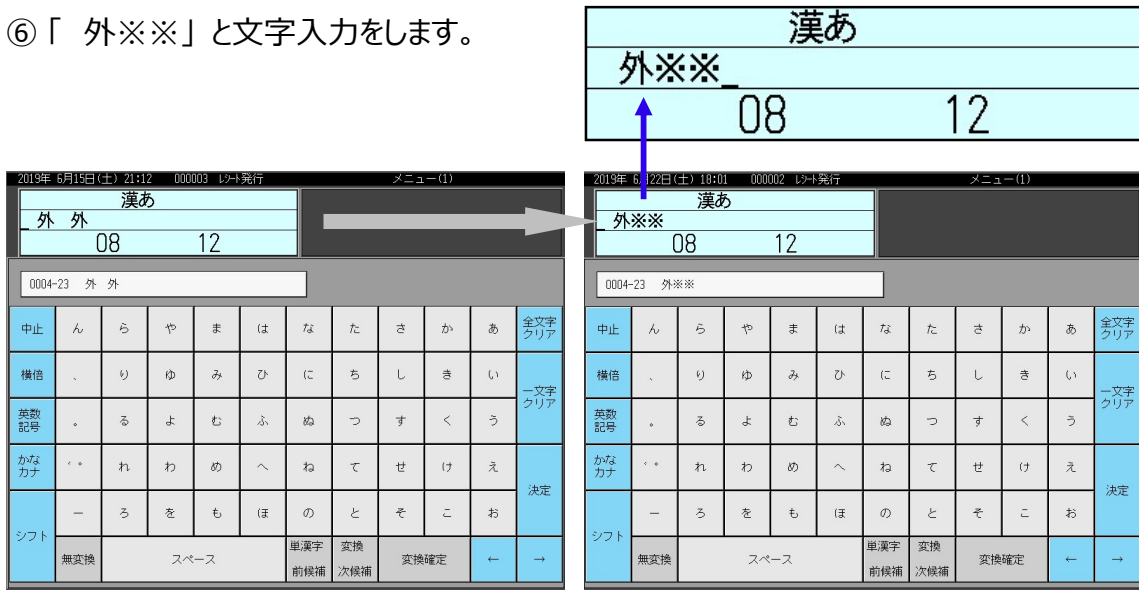 ⑥「 外※※」と文字入力をします。
漢あ
外※※_
08 12
2019年 6月15日(土) 21:12 000003 ﾚｼｰﾄ発行 メニュー(1)
漢あ
_外 外
08 12
0004-23 外 外
中止 ん ら や ま は な た さ か あ 全文字クリア
横倍 、 り ゆ み ひ に ち し き い 一文字クリア
英数記号 。 る よ む ふ ぬ つ す く う
かなカナ ゛゜ れ わ め へ ね て せ け え 決定
シフト ー ろ を も ほ の と そ こ お
無変換 スペース 単漢字前候補 変換次候補 変換確定 ← →
2019年 6月22日(土) 18:01 000002 ﾚｼｰﾄ発行 メニュー(1)
漢あ
_外※※
08 12
0004-23 外※※
中止 ん ら や ま は な た さ か あ 全文字クリア
横倍 、 り ゆ み ひ に ち し き い 一文字クリア
英数記号 。 る よ む ふ ぬ つ す く う
かなカナ ゛゜ れ わ め へ ね て せ け え 決定
シフト ー ろ を も ほ の と そ こ お
無変換 スペース 単漢字前候補 変換次候補 変換確定 ← →